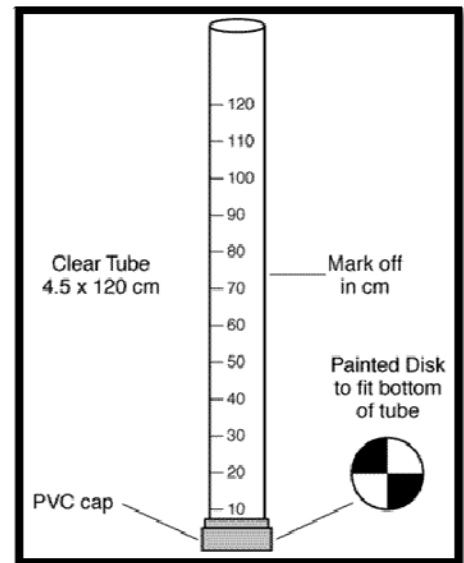 120
110
100
90
80
Clear Tube
4.5 x 120 cm
Mark off
in cm
70
60
50
Painted Disk
to fit bottom
of tube
40
30
20
PVC cap
10